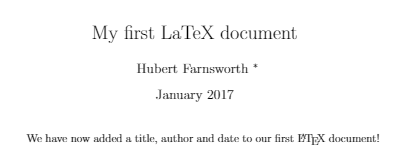 My first LaTeX document
Hubert Farnsworth *
January 2017
We have now added a title, author and date to our first LATEX document!